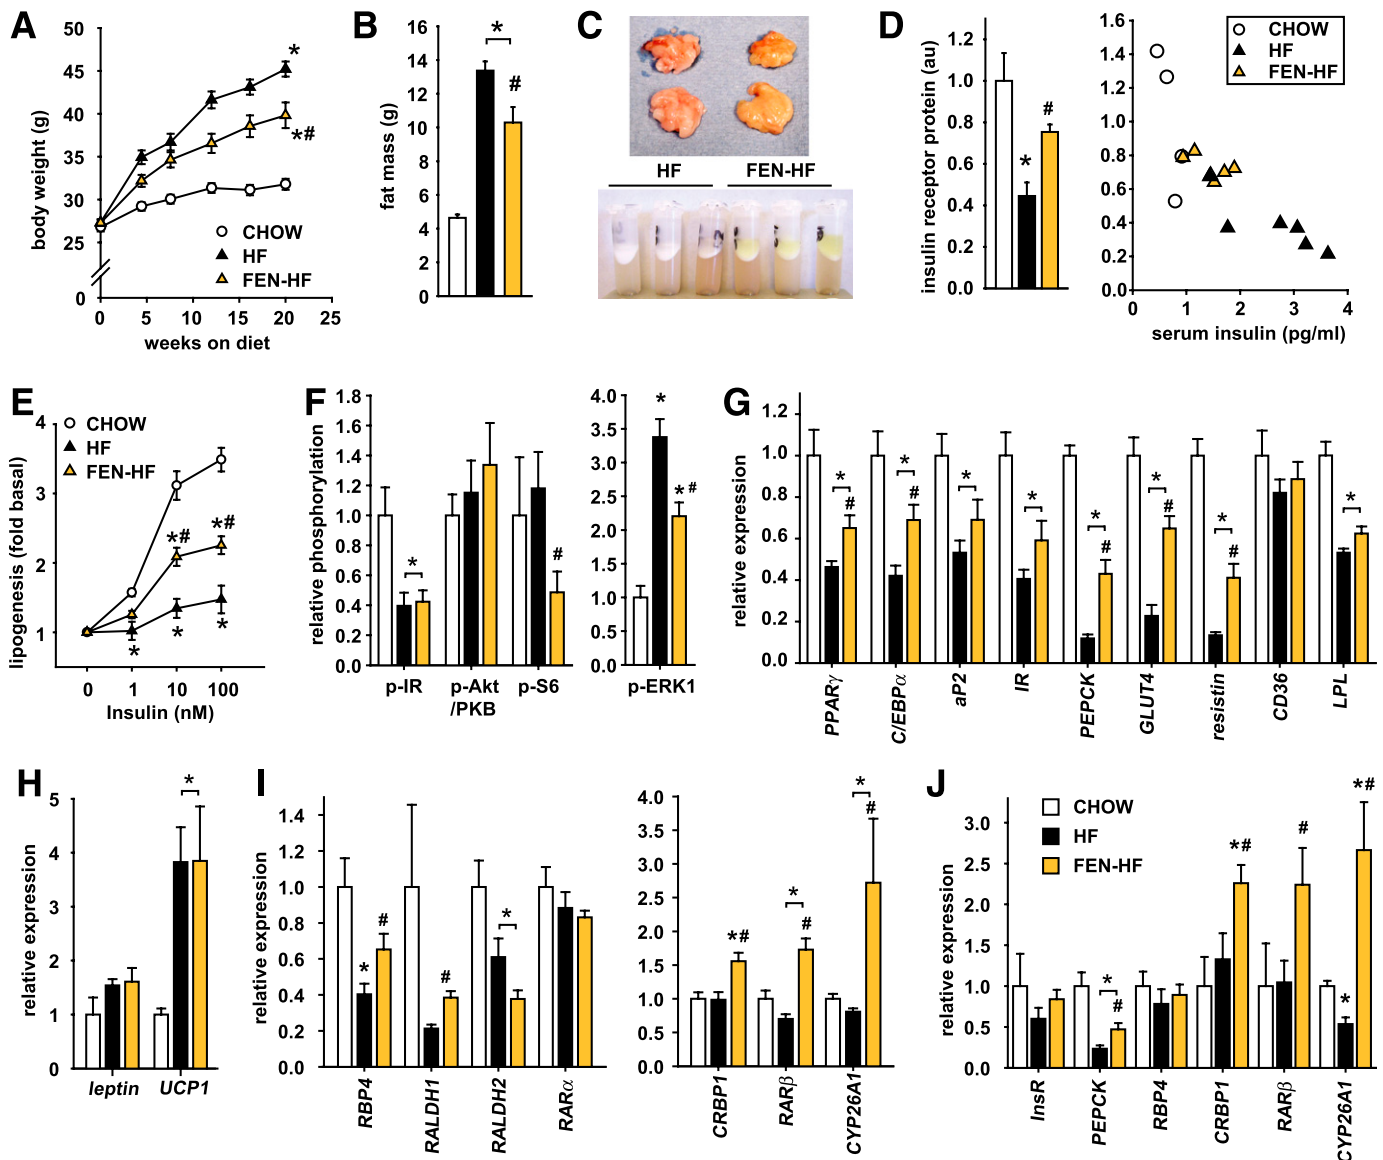 A
50
45
40
35
30
25
0
body weight (g)
*
*#
CHOW
HF
FEN-HF
0 5 10 15 20 25
weeks on diet
B
16
14
12
10
8
6
4
2
0
fat mass (g)
*
#
C
HF FEN-HF
D
1.2
1.0
0.8
0.6
0.4
0.2
0.0
insulin receptor protein (au)
*
#
1.6
1.4
1.2
1.0
0.8
0.6
0.4
0.2
0.0
CHOW
HF
FEN-HF
0 1 2 3 4
serum insulin (pg/ml)
E
4
3
2
1
lipogenesis (fold basal)
CHOW
HF
FEN-HF
*# *#
* * *
0 1 10 100
Insulin (nM)
F
1.8
1.6
1.4
1.2
1.0
0.8
0.6
0.4
0.2
0.0
relative phosphorylation
*
#
p-IR p-Akt p-S6
/PKB
4.0
3.5
3.0
2.5
2.0
1.5
1.0
0.5
0.0
*
*#
p-ERK1
G
1.2
1.0
0.8
0.6
0.4
0.2
0.0
relative expression
* * * * * * * *
# # # # #
PPARγ C/EBPα aP2 IR PEPCK GLUT4 resistin CD36 LPL
H
5
4
3
2
1
0
relative expression
*
leptin UCP1
I
1.4
1.2
1.0
0.8
0.6
0.4
0.2
0.0
relative expression
* # # *
RBP4 RALDH1 RALDH2 RARα
4.0
3.5
3.0
2.5
2.0
1.5
1.0
0.5
0.0
*# * # * #
CRBP1 RARβ CYP26A1
J
3.0
2.5
2.0
1.5
1.0
0.5
0.0
relative expression
CHOW
HF
FEN-HF
* # *# # * *#
InsR PEPCK RBP4 CRBP1 RARβ CYP26A1